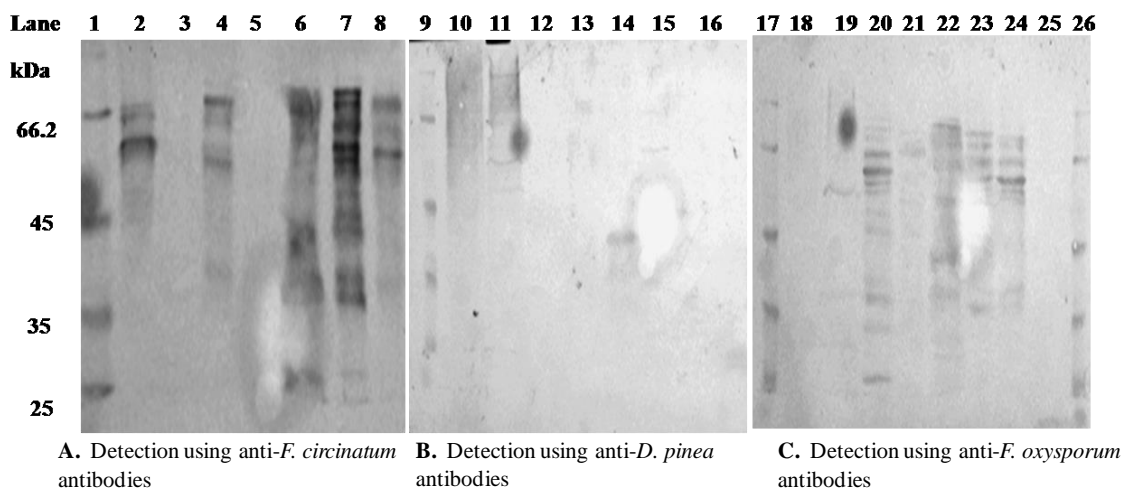 Lane 1 2 3 4 5 6 7 8 9 10 11 12 13 14 15 16 17 18 19 20 21 22 23 24 25 26
kDa
66.2
45
35
25
A. Detection using anti-F. circinatum antibodies
B. Detection using anti-D. pinea antibodies
C. Detection using anti-F. oxysporum antibodies